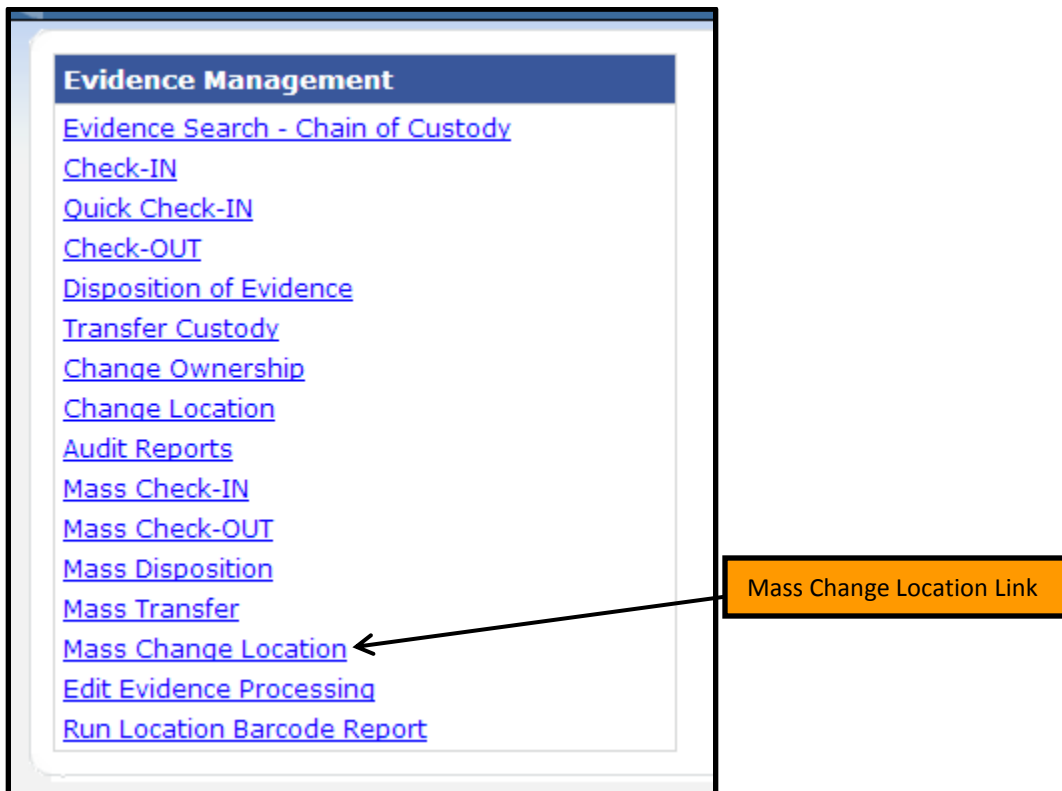 Evidence Management
Evidence Search - Chain of Custody
Check-IN
Quick Check-IN
Check-OUT
Disposition of Evidence
Transfer Custody
Change Ownership
Change Location
Audit Reports
Mass Check-IN
Mass Check-OUT
Mass Disposition
Mass Transfer
Mass Change Location
Edit Evidence Processing
Run Location Barcode Report
Mass Change Location Link